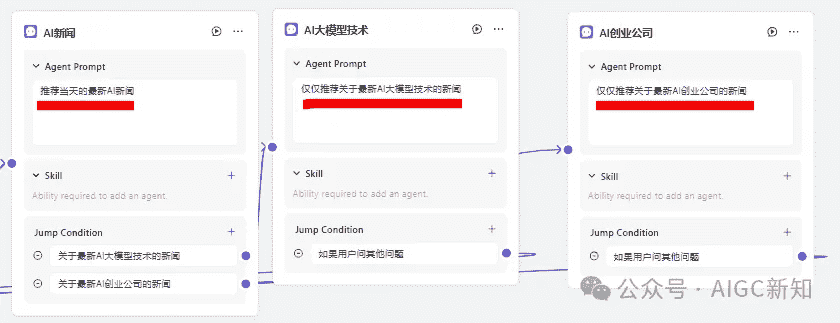 AI新闻
Agent Prompt
推荐当天的最新AI新闻
Skill
Ability required to add an agent.
Jump Condition
关于最新AI大模型技术的新闻
关于最新AI创业公司的新闻
AI大模型技术
Agent Prompt
仅仅推荐关于最新AI大模型技术的新闻
Skill
Ability required to add an agent.
Jump Condition
如果用户问其他问题
AI创业公司
Agent Prompt
仅仅推荐关于最新AI创业公司的新闻
Skill
Ability required to add an agent.
Jump Condition
如果用户问其他问题
公众号 · AIGC新知